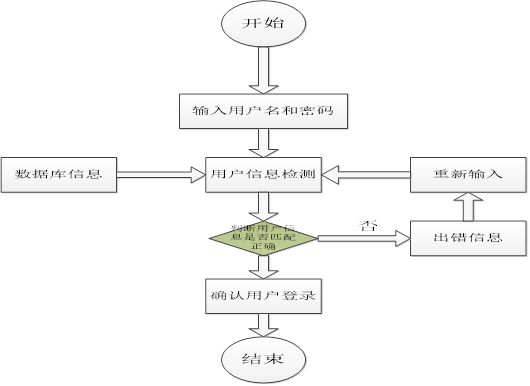 开始
输入用户名和密码
数据库信息
用户信息检测
重新输入
判断用户信
息是否匹配
正确
否
出错信息
确认用户登录
结束